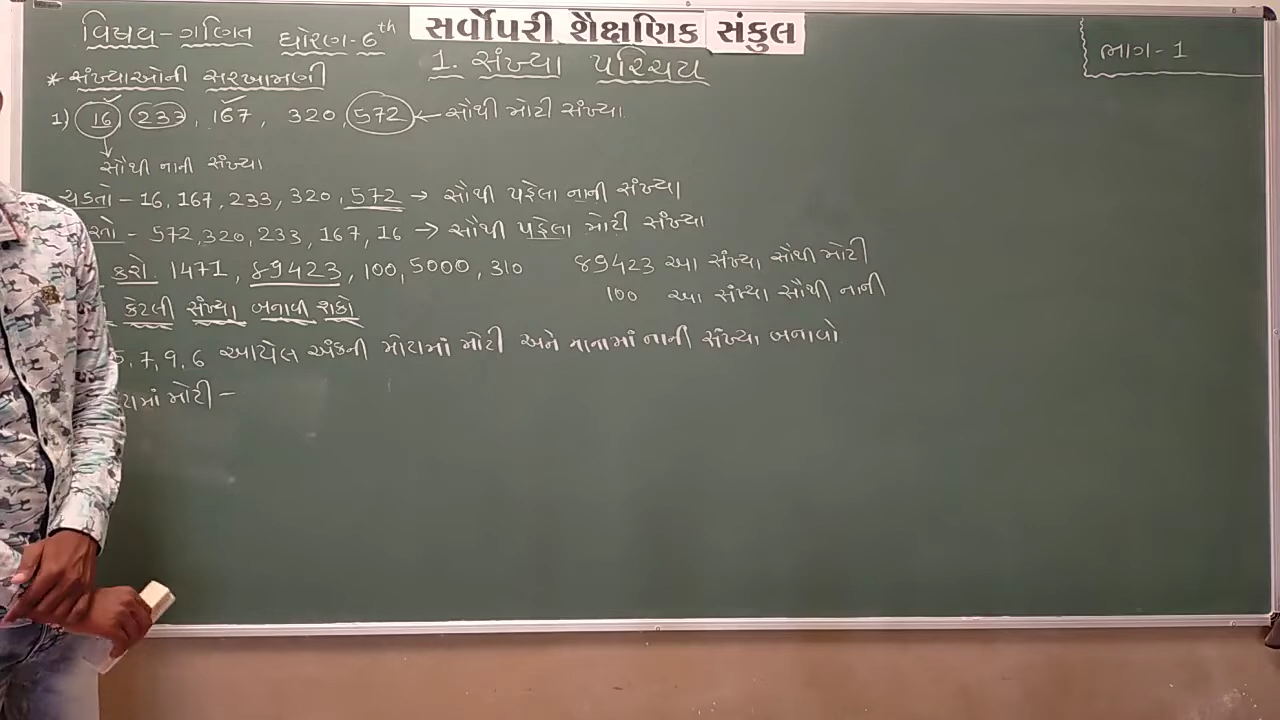 સર્વોપરી શૈક્ષણિક સંકુલ
વિષય-ગણિત ધોરણ-6th
1. સંખ્યા પરિચય
ભાગ-1
* સંખ્યાઓની સરખામણી
1) 16, 233, 167, 320, 572 ← સૌથી મોટી સંખ્યા
સૌથી નાની સંખ્યા
ચડતો - 16, 167, 233, 320, 572 → સૌથી પહેલા નાની સંખ્યા
572, 320, 233, 167, 16 → સૌથી પહેલા મોટી સંખ્યા
કરો. 1471, 89423, 100, 5000, 310 89423 આ સંખ્યા સૌથી મોટી
100 આ સંખ્યા સૌથી નાની
કેટલી સંખ્યા બનાવી શકો
7, 9, 6 આપેલ અંકની મોટામાં મોટી અને નાનામાં નાની સંખ્યા બનાવો.
મોટી -